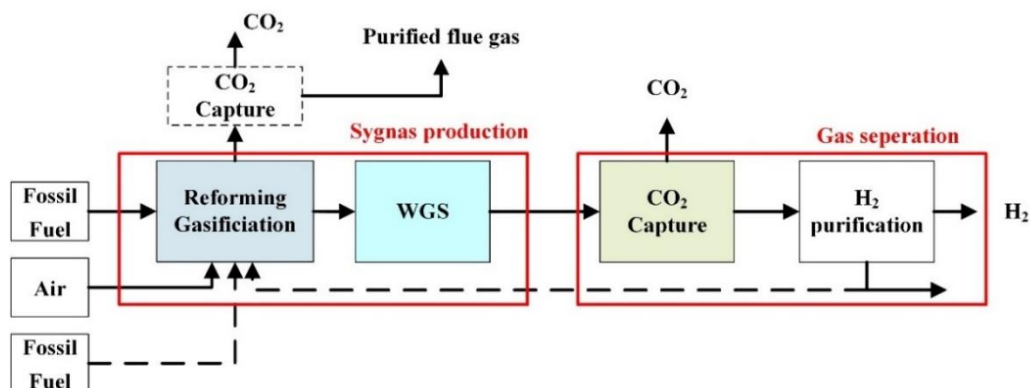 CO₂
Purified flue gas
CO₂
Capture
Sygnas production
CO₂
Gas seperation
Fossil
Fuel
Reforming
Gasificiation
WGS
CO₂
Capture
H₂
purification
H₂
Air
Fossil
Fuel